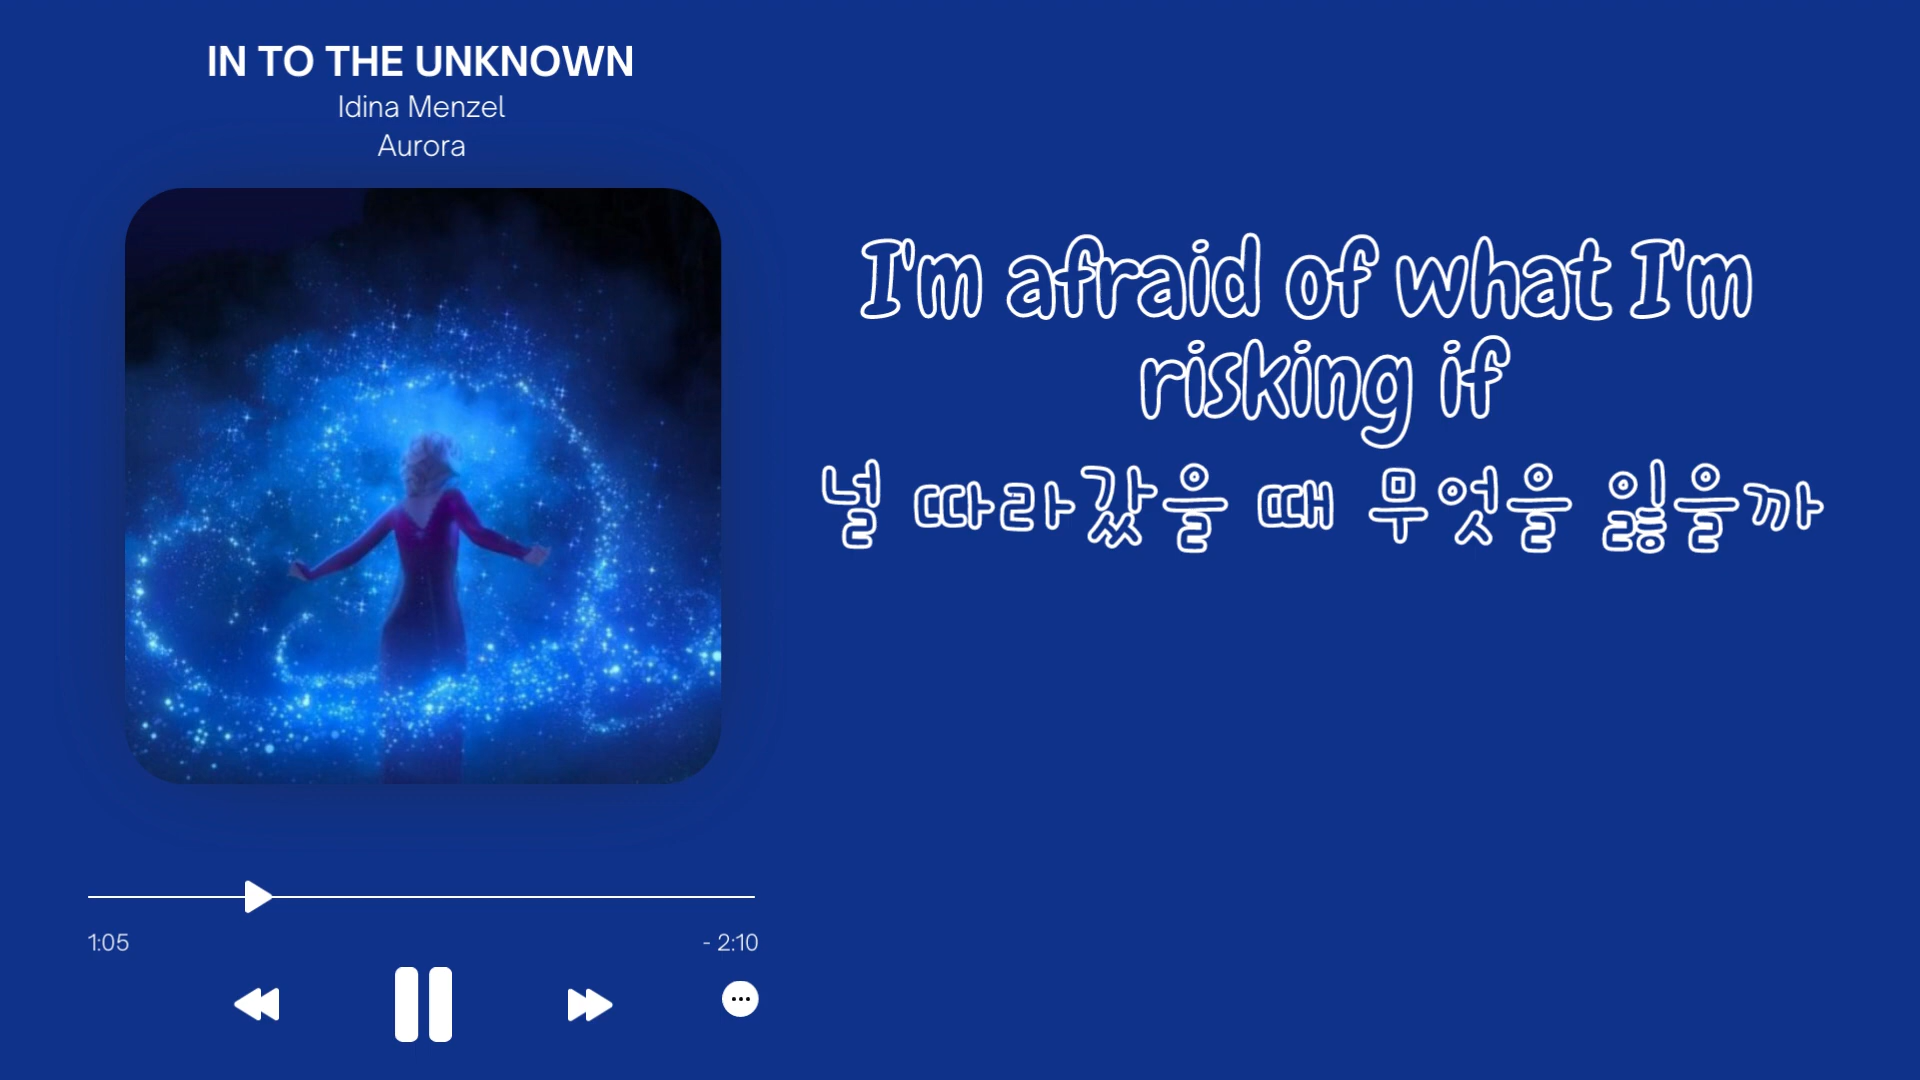 IN TO THE UNKNOWN
Idina Menzel
Aurora
I'm afraid of what I'm
risking if
널 따라갔을 때 무엇을 잃을까
1:05
- 2:10